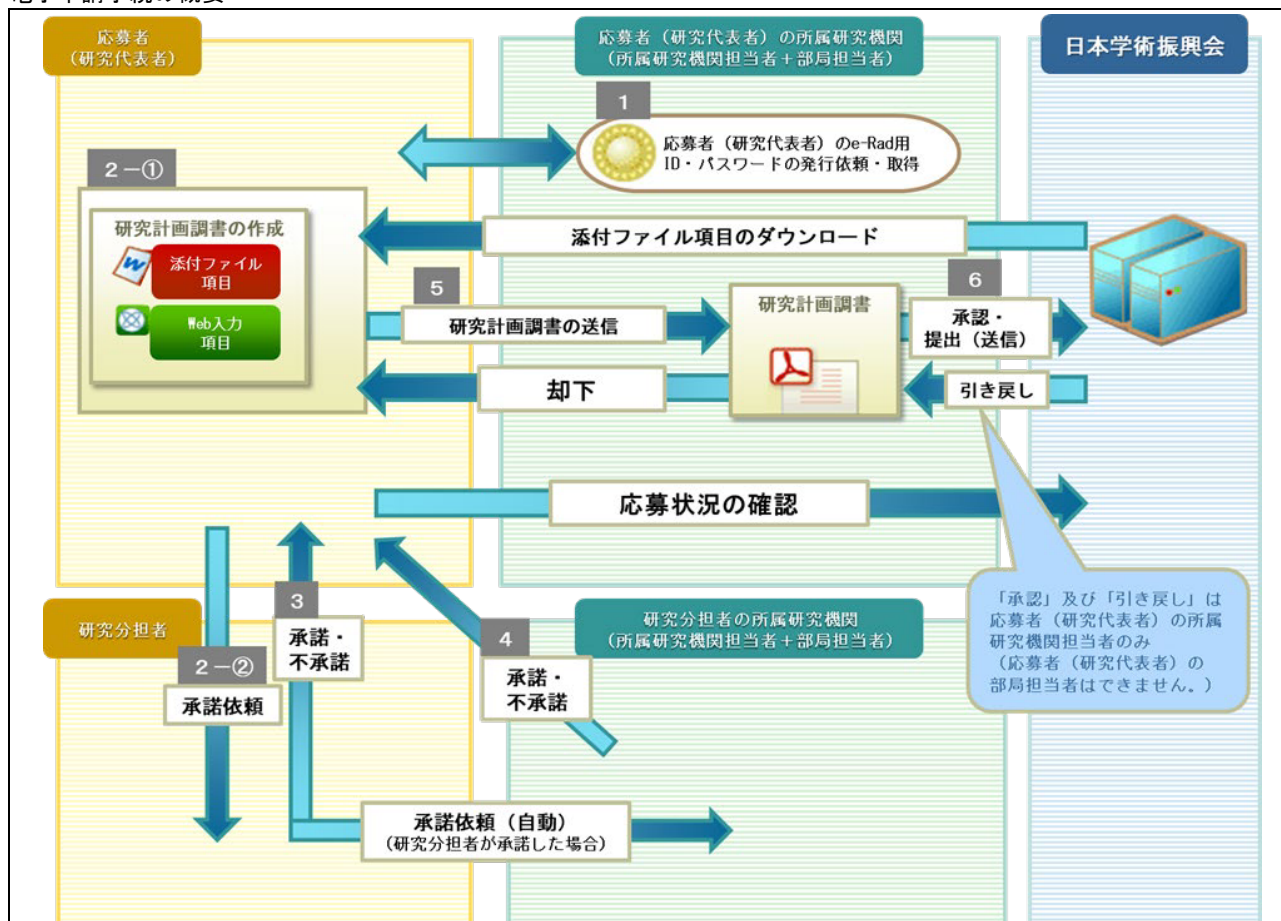 応募者
(研究代表者)
応募者(研究代表者)の所属研究機関
(所属研究機関担当者+部局担当者)
日本学術振興会
1
応募者(研究代表者)のe-Rad用
ID・パスワードの発行依頼・取得
2-①
研究計画調書の作成
添付ファイル
項目
Web入力
項目
添付ファイル項目のダウンロード
5
研究計画調書の送信
研究計画調書
6
承認・
提出(送信)
却下
引き戻し
応募状況の確認
「承認」及び「引き戻し」は
応募者(研究代表者)の所属
研究機関担当者のみ
(応募者(研究代表者)の
部局担当者はできません。)
研究分担者
2-②
承諾依頼
3
承諾・
不承諾
4
承諾・
不承諾
研究分担者の所属研究機関
(所属研究機関担当者+部局担当者)
承諾依頼(自動)
(研究分担者が承諾した場合)